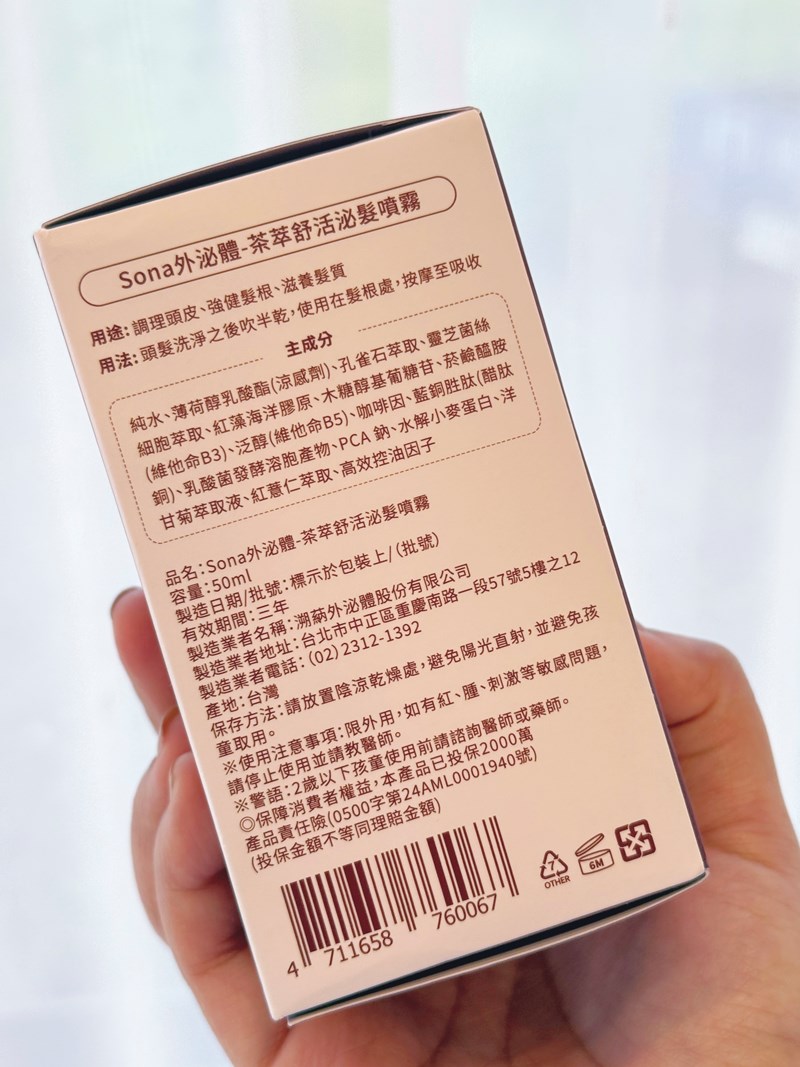 Sona外泌體-茶萃舒活泌髮噴霧
用途:調理頭皮、強健髮根、滋養髮質
用法:頭髮洗淨之後吹半乾,使用在髮根處,按摩至吸收
主成分
純水、薄荷醇乳酸酯(涼感劑)、孔雀石萃取、靈芝菌絲
細胞萃取、紅藻海洋膠原、木糖醇基葡糖苷、菸鹼醯胺
(維他命B3)、泛醇(維他命B5)、咖啡因、藍銅胜肽(醋肽
銅)、乳酸菌發酵溶胞產物、PCA 鈉、水解小麥蛋白、洋
甘菊萃取液、紅薏仁萃取、高效控油因子
品名:Sona外泌體-茶萃舒活泌髮噴霧
容量:50ml
製造日期/批號:標示於包裝上/(批號)
有效期間:三年
製造業者名稱:溯蒳外泌體股份有限公司
製造業者地址:台北市中正區重慶南路一段57號5樓之12
製造業者電話:(02)2312-1392
產地:台灣
保存方法:請放置陰涼乾燥處,避免陽光直射,並避免孩
童取用。
※使用注意事項:限外用,如有紅、腫、刺激等敏感問題,
請停止使用並請教醫師。
※警語:2歲以下孩童使用前請諮詢醫師或藥師。
◎保障消費者權益,本產品已投保2000萬
產品責任險(0500字第24AML0001940號)
(投保金額不等同理賠金額)
7
OTHER
6M
4 711658 760067